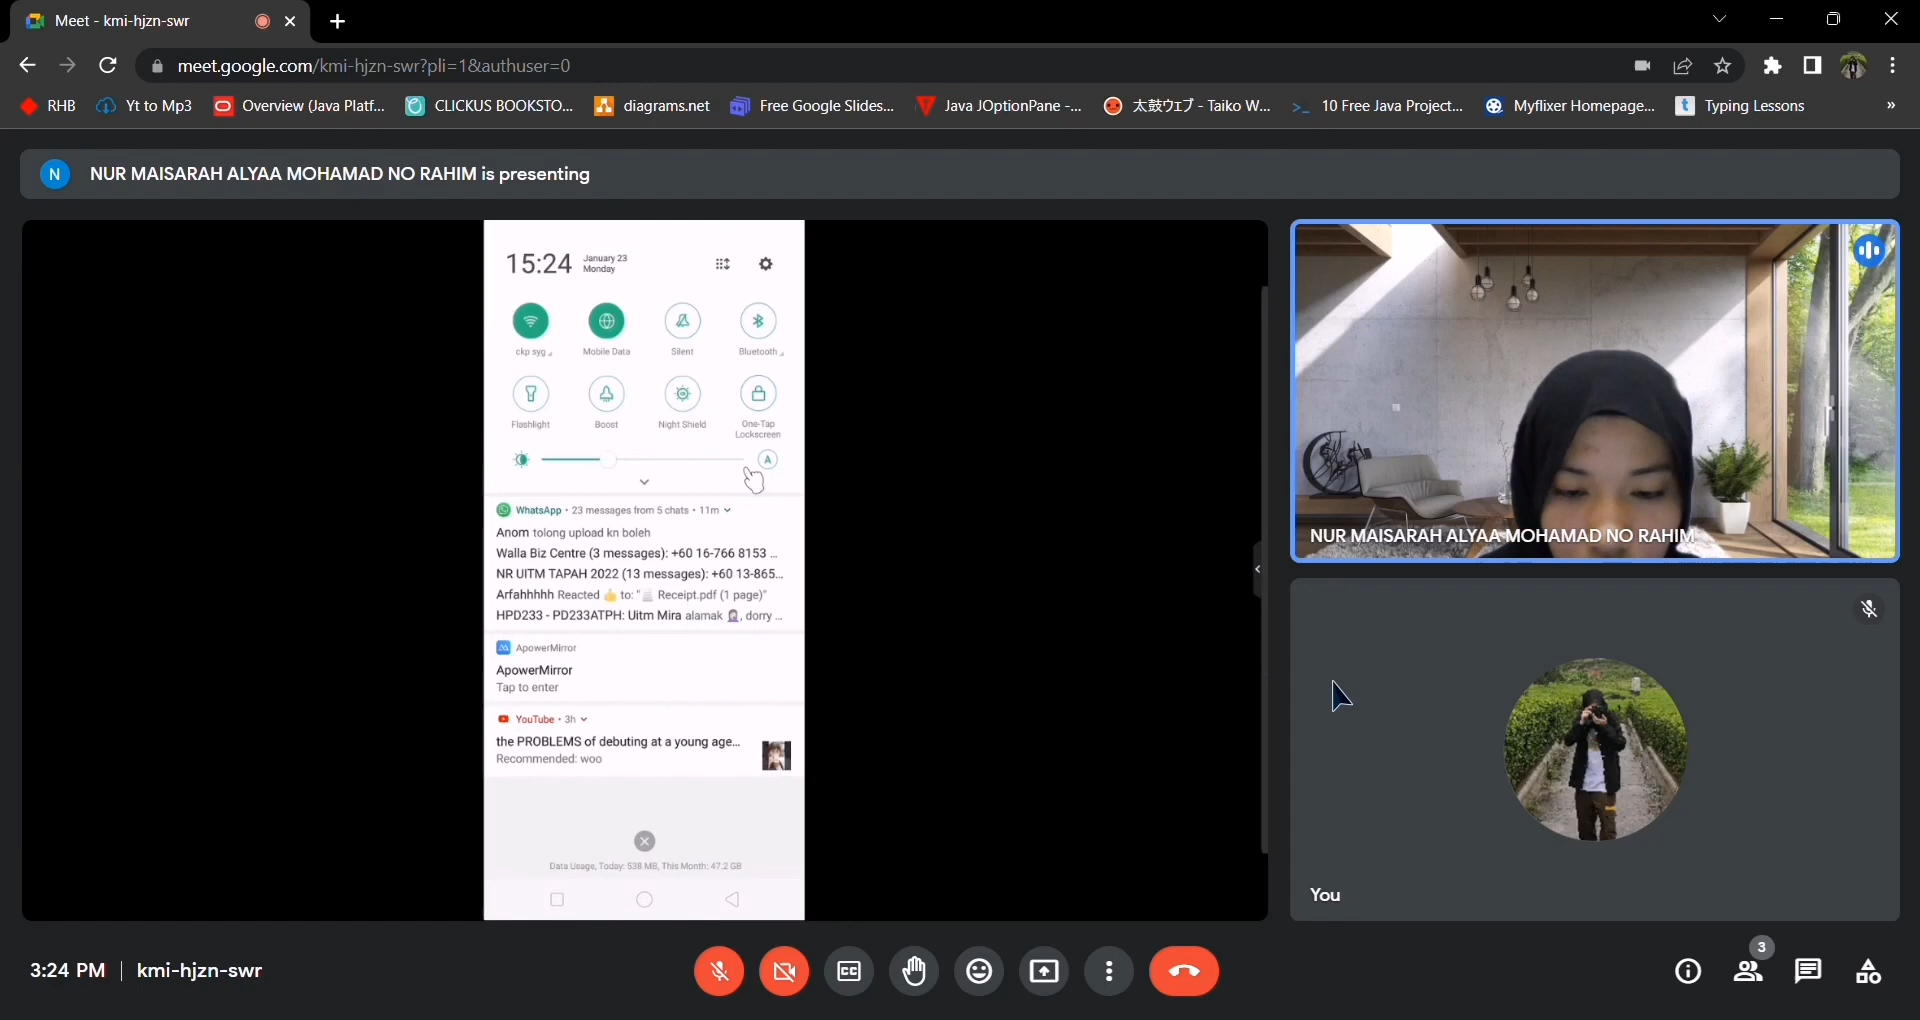 Meet - kmi-hjzn-swr
meet.google.com/kmi-hjzn-swr?pli=1&authuser=0
RHB
Yt to Mp3
Overview (Java Platf...
CLICKUS BOOKSTO...
diagrams.net
Free Google Slides...
Java JOptionPane -...
太鼓ウェブ - Taiko W...
10 Free Java Project...
Myflixer Homepage...
t
Typing Lessons
»
N
NUR MAISARAH ALYAA MOHAMAD NO RAHIM is presenting
15:24
January 23
Monday
ckp syg
Mobile Data
Silent
Bluetooth
Flashlight
Boost
Night Shield
One-Tap
Lockscreen
A
WhatsApp • 23 messages from 5 chats • 11m
Anom tolong upload kn boleh
Walla Biz Centre (3 messages): +60 16-766 8153 ...
NR UITM TAPAH 2022 (13 messages): +60 13-865...
Arfahhhhh Reacted 👍 to: "📃 Receipt.pdf (1 page)"
HPD233 - PD233ATPH: Uitm Mira alamak 🤦🏻‍♀️, dorry ...
ApowerMirror
ApowerMirror
Tap to enter
YouTube • 3h
the PROBLEMS of debuting at a young age...
Recommended: woo
Data Usage, Today: 538 MB, This Month: 47.2 GB
NUR MAISARAH ALYAA MOHAMAD NO RAHIM
You
3:24 PM | kmi-hjzn-swr
CC
3